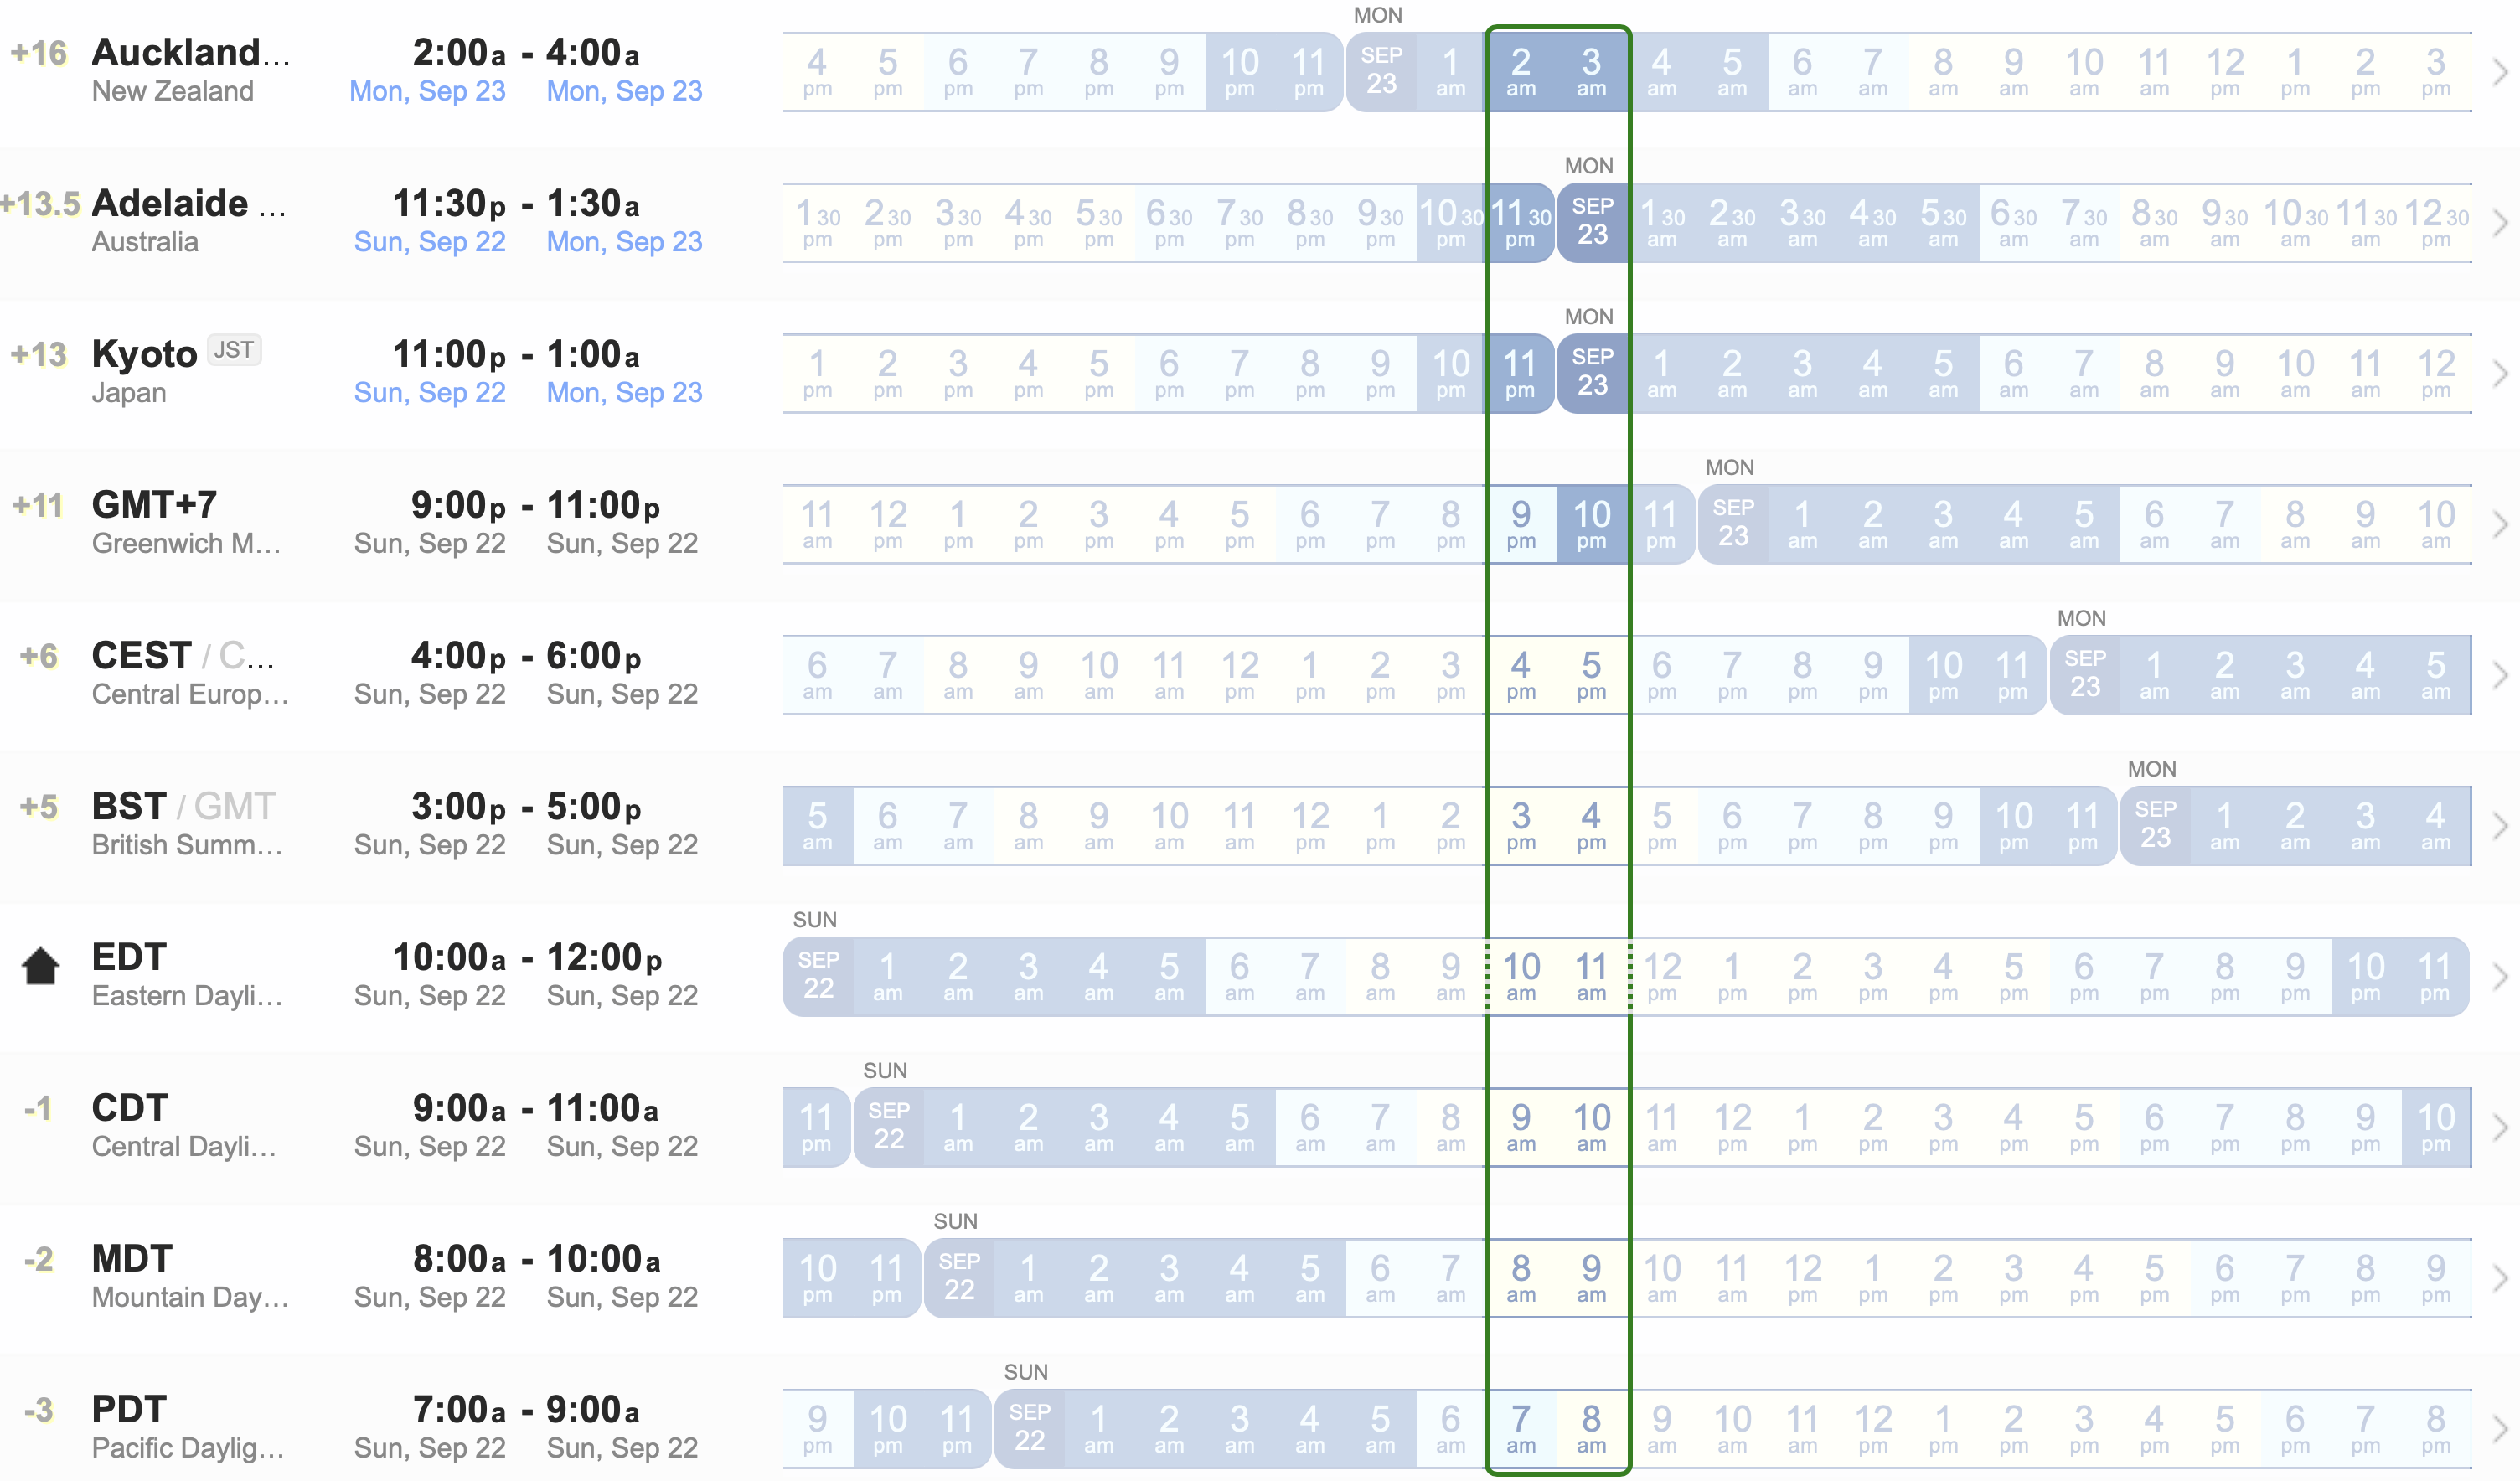 MON
+16 Auckland... 2:00a - 4:00a 4 5 6 7 8 9 10 11 SEP 1 2 3 4 5 6 7 8 9 10 11 12 1 2 3
New Zealand Mon, Sep 23 Mon, Sep 23 pm pm pm pm pm pm pm pm 23 am am am am am am am am am am am pm pm pm pm
MON
+13.5 Adelaide ... 11:30p - 1:30a 1 30 2 30 3 30 4 30 5 30 6 30 7 30 8 30 9 30 10 30 11 30 SEP 1 30 2 30 3 30 4 30 5 30 6 30 7 30 8 30 9 30 10 30 11 30 12 30
Australia Sun, Sep 22 Mon, Sep 23 pm pm pm pm pm pm pm pm pm pm pm 23 am am am am am am am am am am am pm
MON
+13 Kyoto JST 11:00p - 1:00a 1 2 3 4 5 6 7 8 9 10 11 SEP 1 2 3 4 5 6 7 8 9 10 11 12
Japan Sun, Sep 22 Mon, Sep 23 pm pm pm pm pm pm pm pm pm pm pm 23 am am am am am am am am am am am pm
MON
+11 GMT+7 9:00p - 11:00p 11 12 1 2 3 4 5 6 7 8 9 10 11 SEP 1 2 3 4 5 6 7 8 9 10
Greenwich M... Sun, Sep 22 Sun, Sep 22 am pm pm pm pm pm pm pm pm pm pm pm pm 23 am am am am am am am am am am
MON
+6 CEST / C... 4:00p - 6:00p 6 7 8 9 10 11 12 1 2 3 4 5 6 7 8 9 10 11 SEP 1 2 3 4 5
Central Europ... Sun, Sep 22 Sun, Sep 22 am am am am am am pm pm pm pm pm pm pm pm pm pm pm pm 23 am am am am am
MON
+5 BST / GMT 3:00p - 5:00p 5 6 7 8 9 10 11 12 1 2 3 4 5 6 7 8 9 10 11 SEP 1 2 3 4
British Summ... Sun, Sep 22 Sun, Sep 22 am am am am am am am pm pm pm pm pm pm pm pm pm pm pm pm 23 am am am am
SUN
EDT 10:00a - 12:00p SEP 1 2 3 4 5 6 7 8 9 10 11 12 1 2 3 4 5 6 7 8 9 10 11
Eastern Dayli... Sun, Sep 22 Sun, Sep 22 22 am am am am am am am am am am am pm pm pm pm pm pm pm pm pm pm pm pm
SUN
-1 CDT 9:00a - 11:00a 11 SEP 1 2 3 4 5 6 7 8 9 10 11 12 1 2 3 4 5 6 7 8 9 10
Central Dayli... Sun, Sep 22 Sun, Sep 22 pm 22 am am am am am am am am am am am pm pm pm pm pm pm pm pm pm pm pm
SUN
-2 MDT 8:00a - 10:00a 10 11 SEP 1 2 3 4 5 6 7 8 9 10 11 12 1 2 3 4 5 6 7 8 9
Mountain Day... Sun, Sep 22 Sun, Sep 22 pm pm 22 am am am am am am am am am am am pm pm pm pm pm pm pm pm pm pm
SUN
-3 PDT 7:00a - 9:00a 9 10 11 SEP 1 2 3 4 5 6 7 8 9 10 11 12 1 2 3 4 5 6 7 8
Pacific Daylig... Sun, Sep 22 Sun, Sep 22 pm pm pm 22 am am am am am am am am am am am pm pm pm pm pm pm pm pm pm